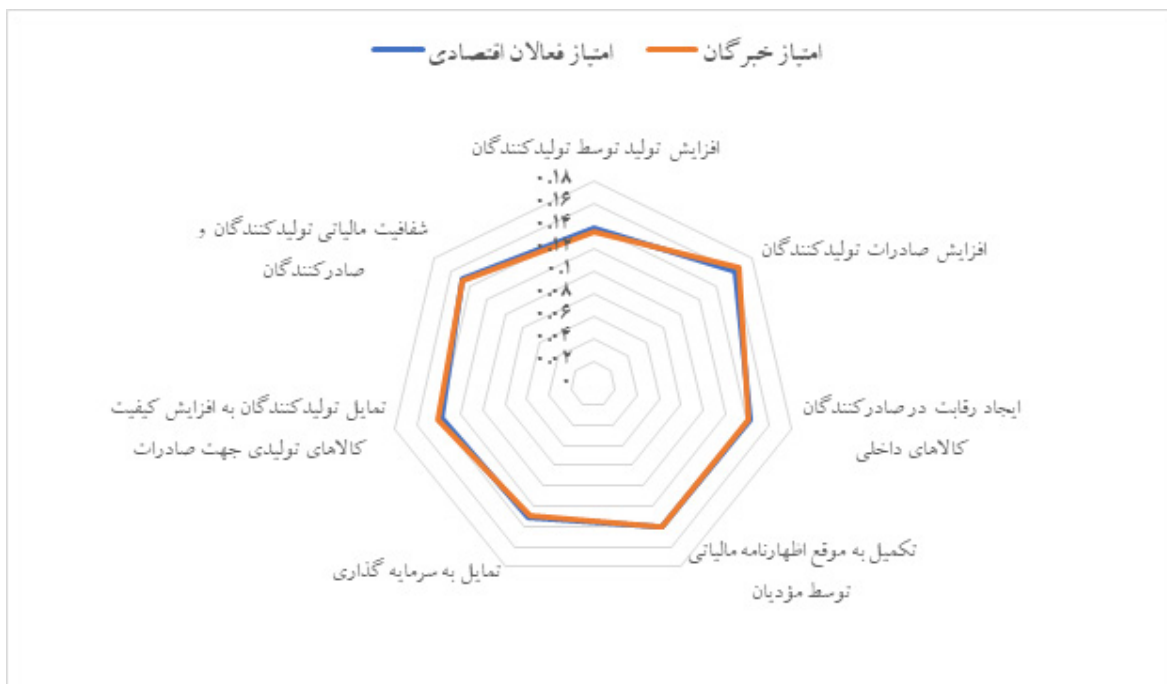 امتیاز خبرگان امتیاز فعالان اقتصادی
افزایش تولید توسط تولیدکنندگان
۰.۱۸
۰.۱۶
۰.۱۴
۰.۱۲
۰.۱
۰.۰۸
۰.۰۶
۰.۰۴
۰.۰۲
۰
افزایش صادرات تولیدکنندگان
ایجاد رقابت در صادرکنندگان
کالاهای داخلی
تکمیل به موقع اظهارنامه مالیاتی
توسط مؤدیان
تمایل به سرمایه گذاری
تمایل تولیدکنندگان به افزایش کیفیت
کالاهای تولیدی جهت صادرات
شفافیت مالیاتی تولیدکنندگان و
صادرکنندگان